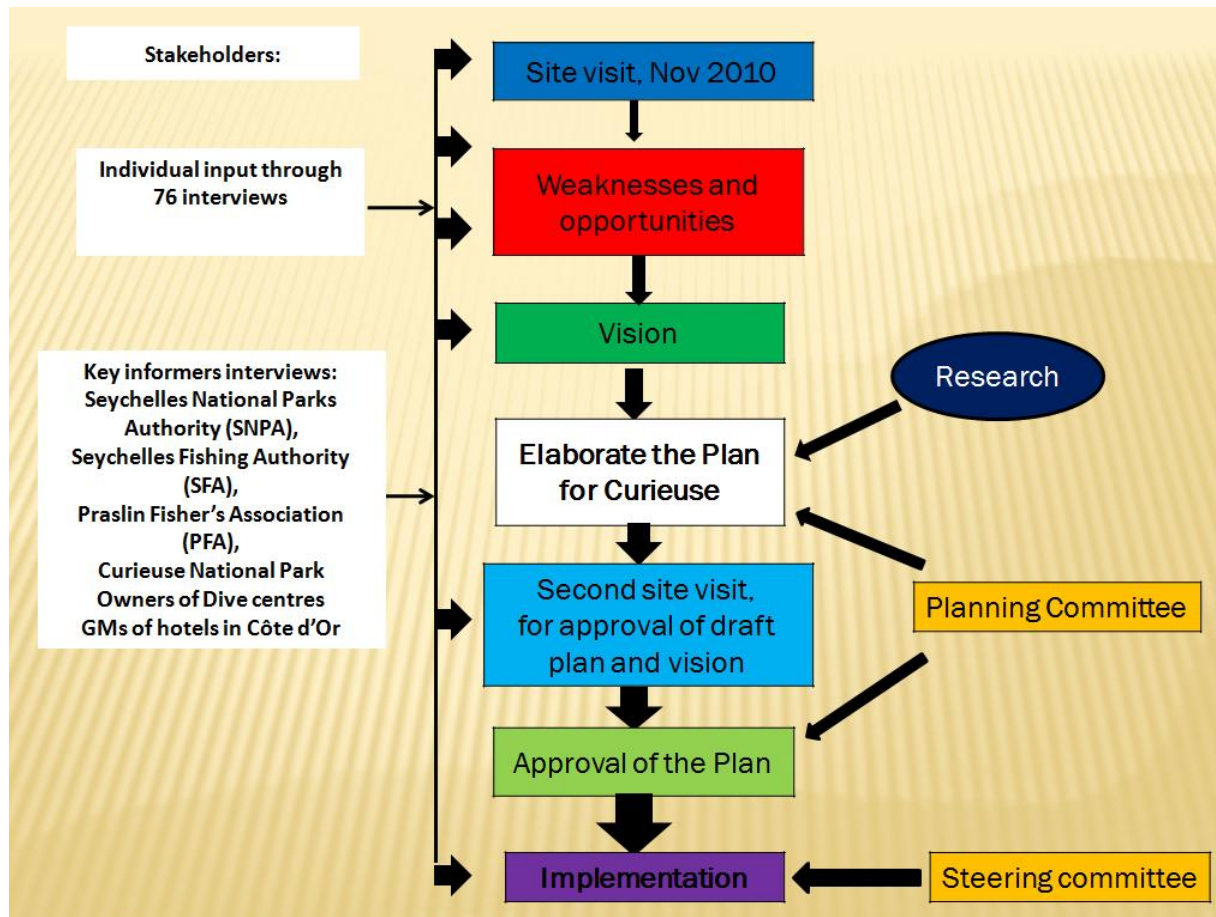 Stakeholders:
Individual input through
76 interviews
Key informers interviews:
Seychelles National Parks
Authority (SNPA),
Seychelles Fishing Authority
(SFA),
Praslin Fisher's Association
(PFA),
Curieuse National Park
Owners of Dive centres
GMs of hotels in Côte d'Or
Site visit, Nov 2010
Weaknesses and
opportunities
Vision
Elaborate the Plan
for Curieuse
Second site visit,
for approval of draft
plan and vision
Approval of the Plan
Implementation
Research
Planning Committee
Steering committee